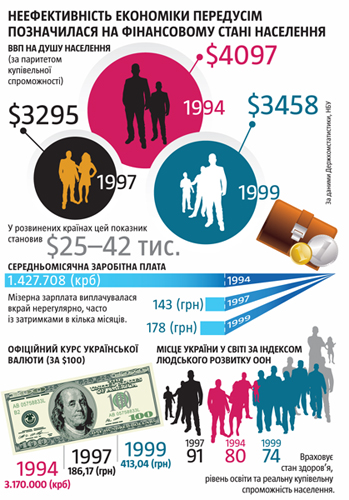 НЕЕФЕКТИВНІСТЬ ЕКОНОМІКИ ПЕРЕДУСІМ
ПОЗНАЧИЛАСЯ НА ФІНАНСОВОМУ СТАНІ НАСЕЛЕННЯ
ВВП НА ДУШУ НАСЕЛЕННЯ
(за паритетом
купівельної
спроможності)
$4097
1994
$3295
1997
$3458
1999
За даними Держкомстатистики, НБУ
У розвинених країнах цей показник
становив $25–42 тис.
СЕРЕДНЬОМІСЯЧНА ЗАРОБІТНА ПЛАТА
1.427.708 (крб)
1994
Мізерна зарплата виплачувалася
вкрай нерегулярно, часто
із затримками в кілька місяців.
143 (грн)
1997
178 (грн)
1999
ОФІЦІЙНИЙ КУРС УКРАЇНСЬКОЇ
ВАЛЮТИ (ЗА $100)
100
1994
3.170.000 (крб)
1997
186,17 (грн)
1999
413,04 (грн)
МІСЦЕ УКРАЇНИ У СВІТІ ЗА ІНДЕКСОМ
ЛЮДСЬКОГО РОЗВИТКУ ООН
1997
91
1994
80
1999
74
Враховує
стан здоров’я,
рівень освіти та реальну купівельну
спроможність населення.